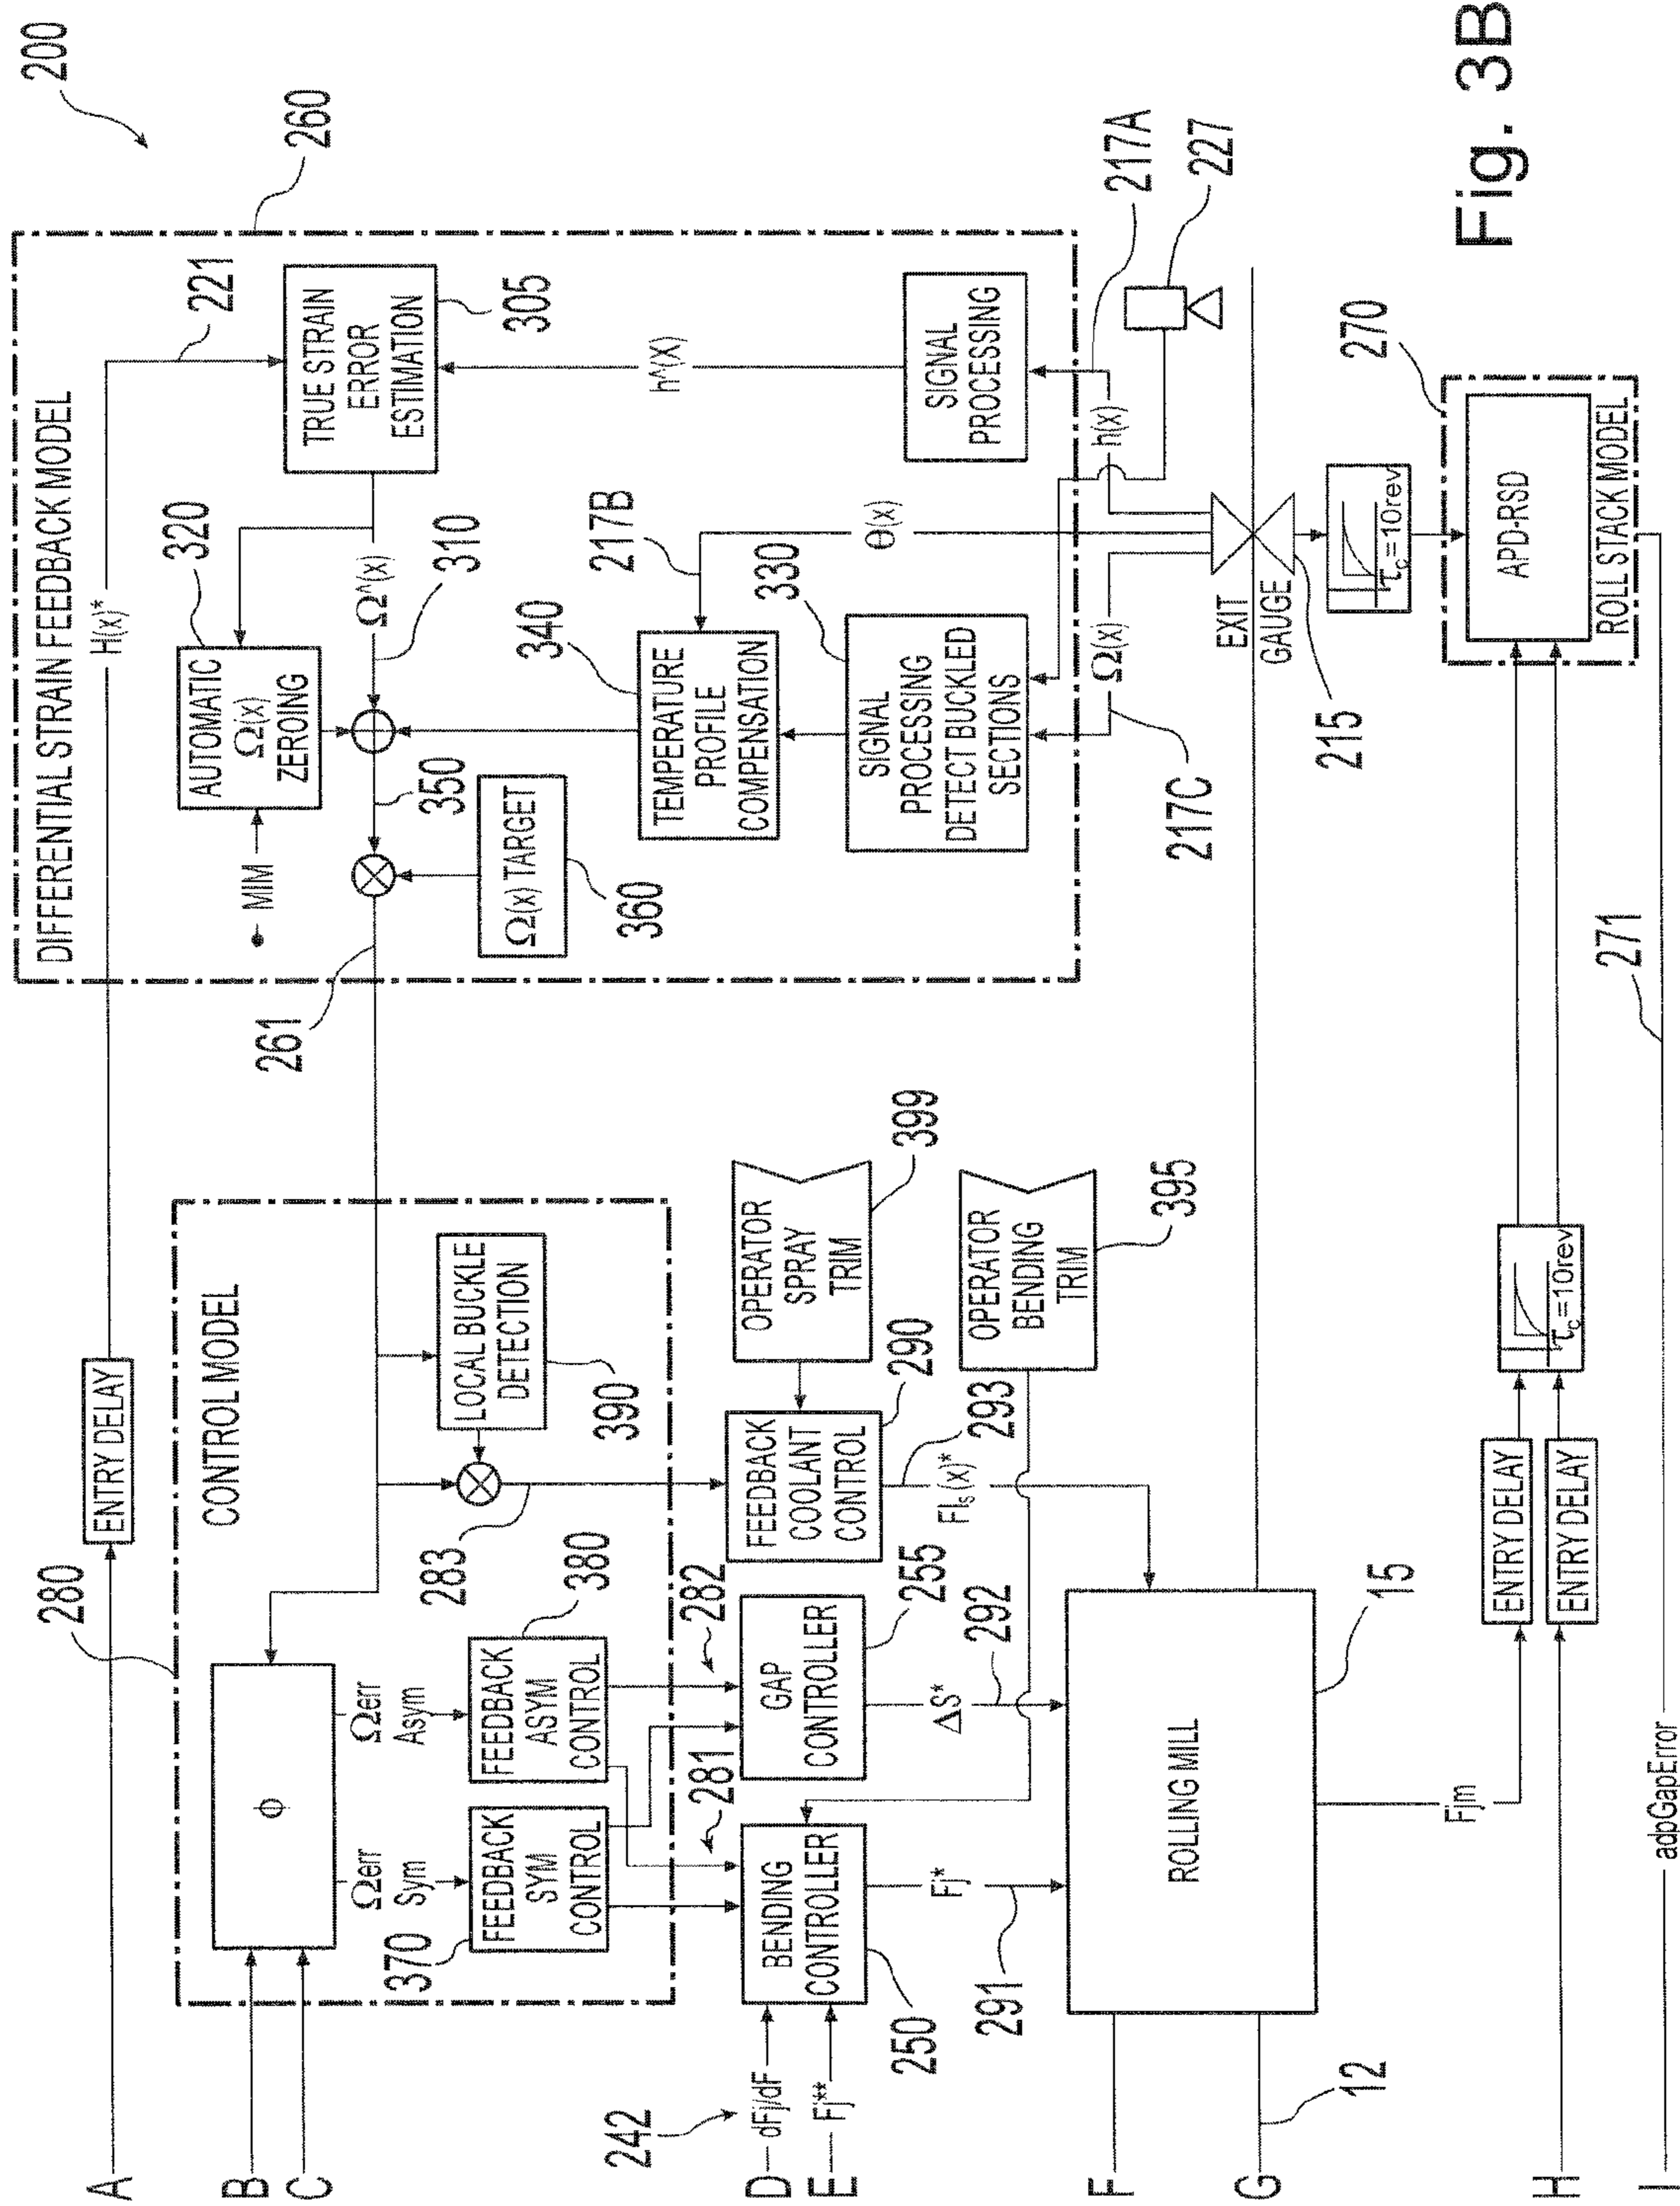 200
DIFFERENTIAL STRAIN FEEDBACK MODEL
260
A
ENTRY DELAY
H(x)*
221
TRUE STRAIN
ERROR
ESTIMATION
305
320
AUTOMATIC
Ω(x)
ZEROING
MIM
Ω^(x)
310
350
261
Ω(x) TARGET
360
h^(X)
340
TEMPERATURE
PROFILE
COMPENSATION
217B
330
SIGNAL
PROCESSING
DETECT BUCKLED
SECTIONS
SIGNAL
PROCESSING
θ(x)
Ω(x)
h(x)
217A
217C
227
280
CONTROL MODEL
B
C
ϕ
Ωerr
Sym
Ωerr
Asym
370
FEEDBACK
SYM
CONTROL
FEEDBACK
ASYM
CONTROL
380
LOCAL BUCKLE
DETECTION
390
283
281
282
242
D
dFj/dF
E
Fj**
BENDING
CONTROLLER
250
GAP
CONTROLLER
255
FEEDBACK
COOLANT
CONTROL
290
OPERATOR
SPRAY
TRIM
399
OPERATOR
BENDING
TRIM
395
Fj*
291
ΔS*
292
FIs (x)*
293
F
G
12
ROLLING MILL
15
EXIT
GAUGE
215
Fjm
H
ENTRY DELAY
ENTRY DELAY
τc=10rev
τc=10rev
270
APD-RSD
ROLL STACK MODEL
I
adpGapError
271
Fig. 3B